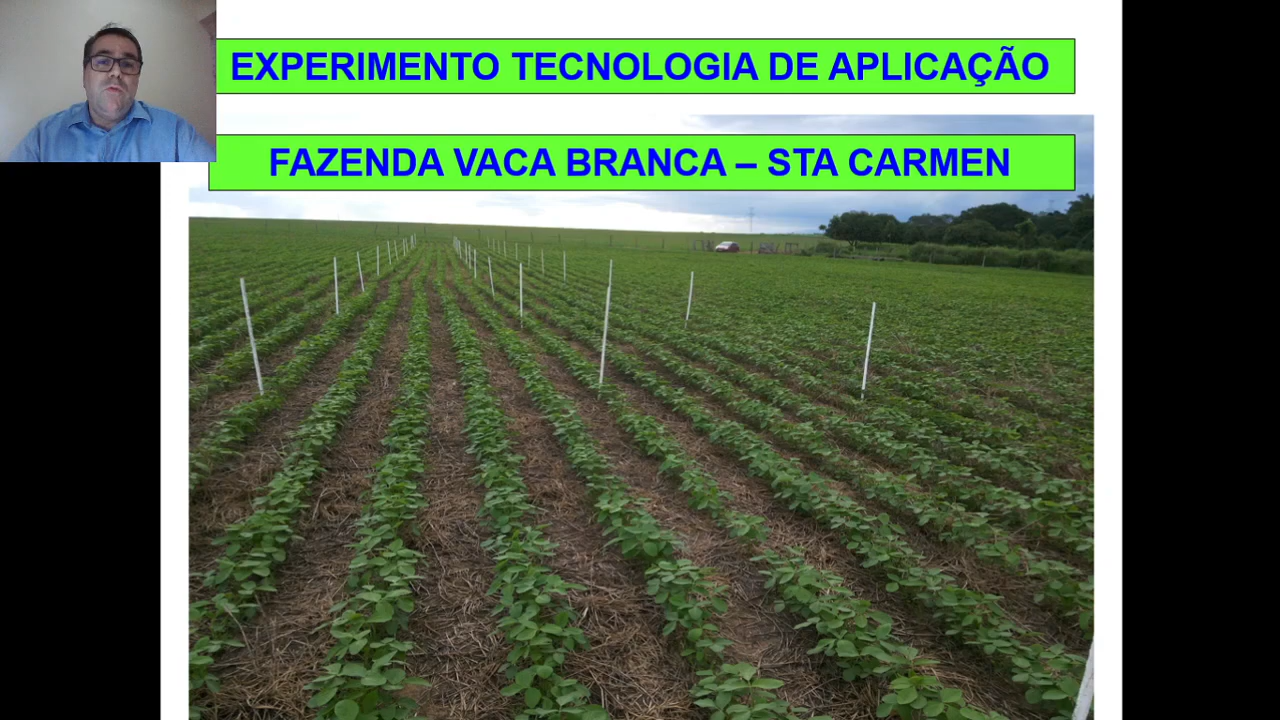 EXPERIMENTO TECNOLOGIA DE APLICAÇÃO
FAZENDA VACA BRANCA – STA CARMEN